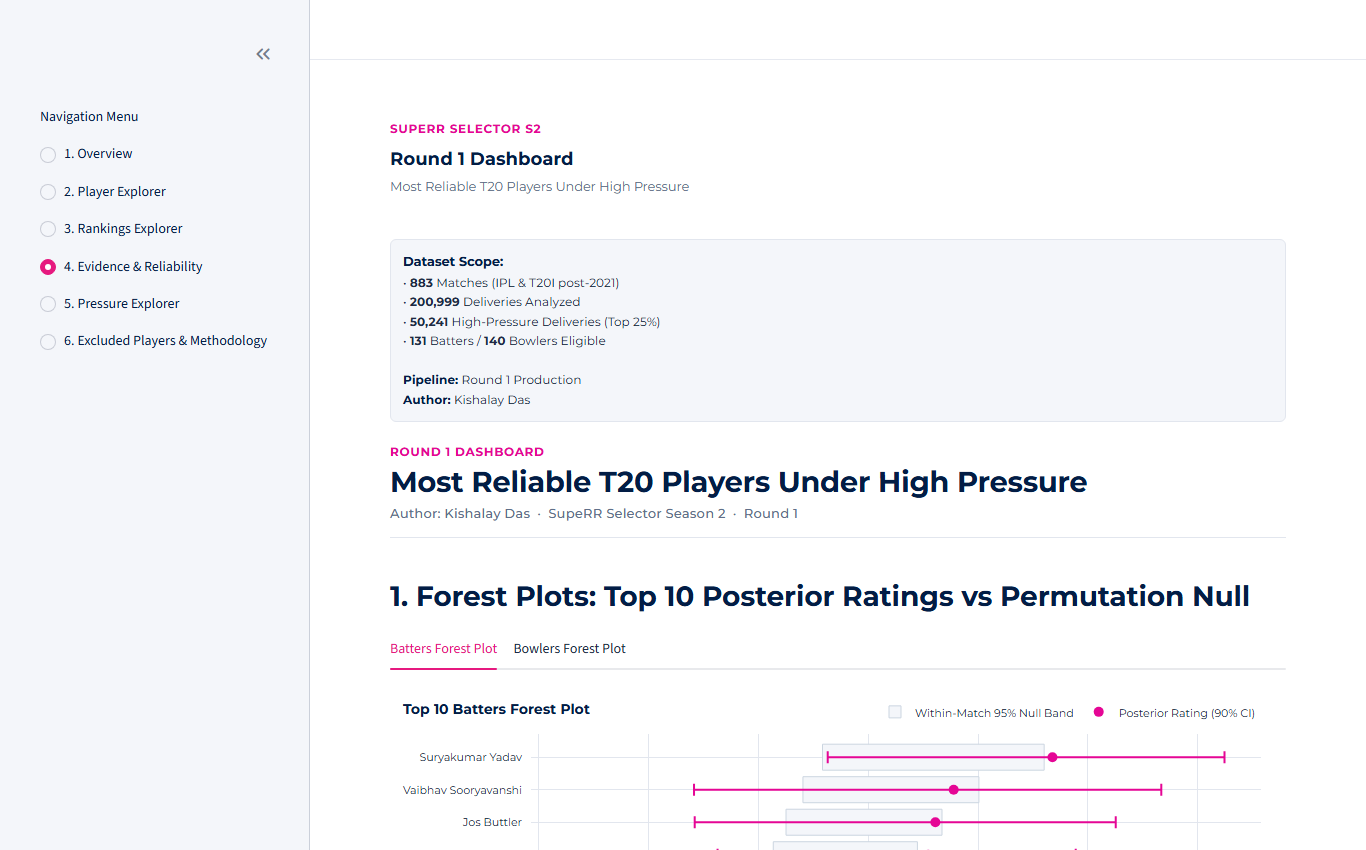 Navigation Menu
1. Overview
2. Player Explorer
3. Rankings Explorer
4. Evidence & Reliability
5. Pressure Explorer
6. Excluded Players & Methodology
SUPERR SELECTOR S2
Round 1 Dashboard
Most Reliable T20 Players Under High Pressure
Dataset Scope:
· 883 Matches (IPL & T20I post-2021)
· 200,999 Deliveries Analyzed
· 50,241 High-Pressure Deliveries (Top 25%)
· 131 Batters / 140 Bowlers Eligible
Pipeline: Round 1 Production
Author: Kishalay Das
ROUND 1 DASHBOARD
Most Reliable T20 Players Under High Pressure
Author: Kishalay Das · SupeRR Selector Season 2 · Round 1
1. Forest Plots: Top 10 Posterior Ratings vs Permutation Null
Batters Forest Plot Bowlers Forest Plot
Top 10 Batters Forest Plot
Within-Match 95% Null Band Posterior Rating (90% CI)
Suryakumar Yadav
Vaibhav Sooryavanshi
Jos Buttler